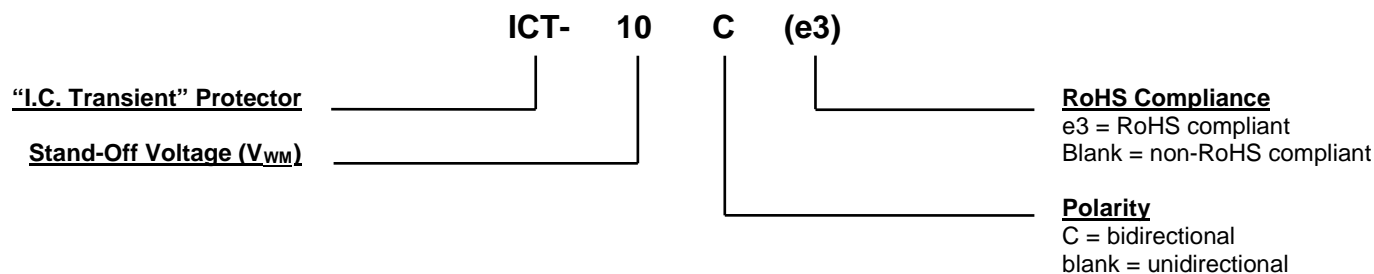 ICT- 10 C (e3)
"I.C. Transient" Protector
Stand-Off Voltage (VWM)
RoHS Compliance
e3 = RoHS compliant
Blank = non-RoHS compliant
Polarity
C = bidirectional
blank = unidirectional